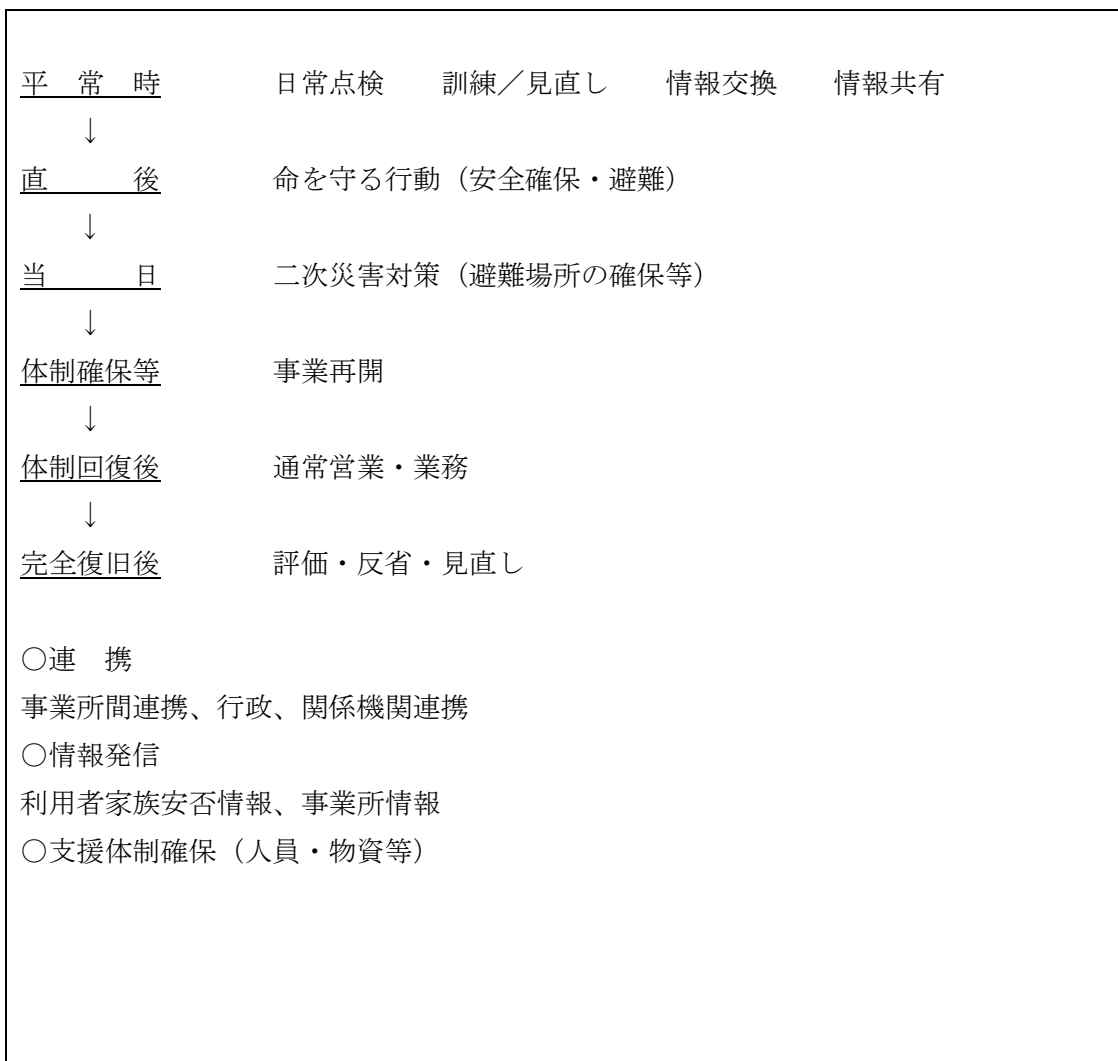 平　常　時　　　　日常点検　　訓練／見直し　　情報交換　　情報共有
↓
直　　　後　　　　命を守る行動（安全確保・避難）
↓
当　　　日　　　　二次災害対策（避難場所の確保等）
↓
体制確保等　　　　事業再開
↓
体制回復後　　　　通常営業・業務
↓
完全復旧後　　　　評価・反省・見直し
○連　携
事業所間連携、行政、関係機関連携
○情報発信
利用者家族安否情報、事業所情報
○支援体制確保（人員・物資等）